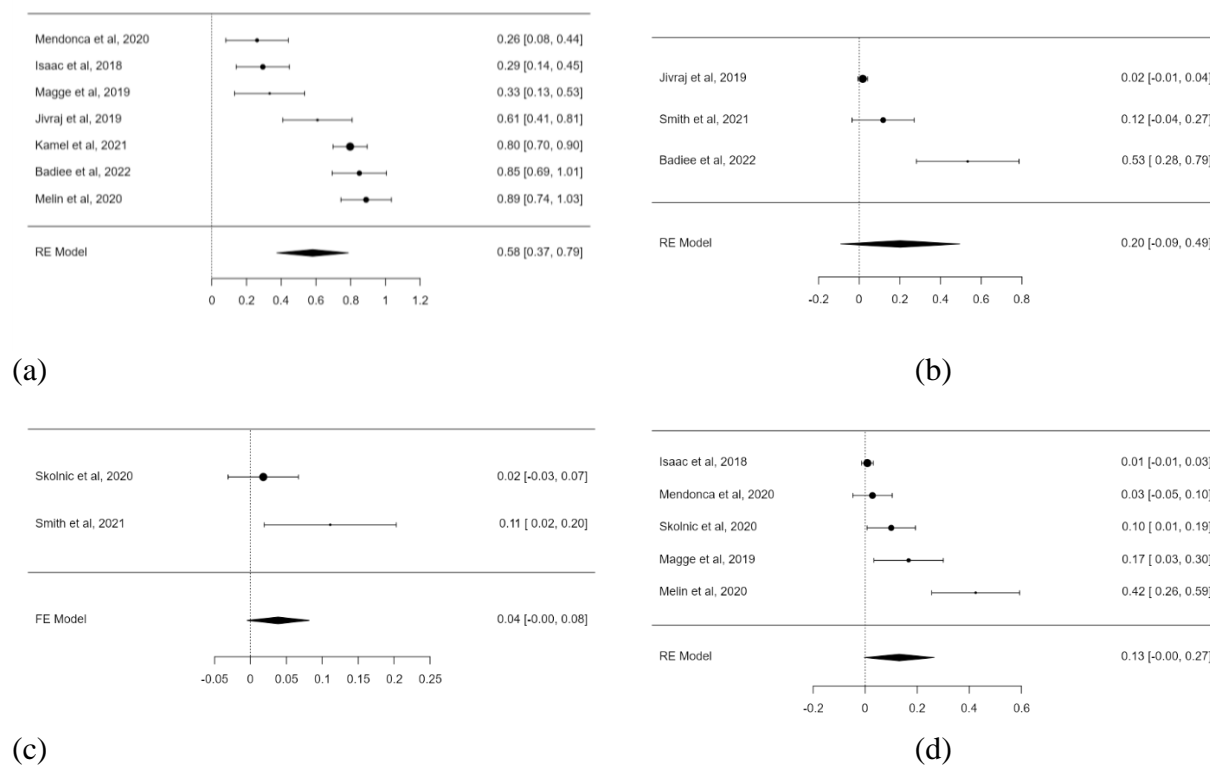 Mendonca et al, 2020 0.26 [0.08, 0.44]
Isaac et al, 2018 0.29 [0.14, 0.45]
Magge et al, 2019 0.33 [0.13, 0.53]
Jivraj et al, 2019 0.61 [0.41, 0.81]
Kamel et al, 2021 0.80 [0.70, 0.90]
Badiee et al, 2022 0.85 [0.69, 1.01]
Melin et al, 2020 0.89 [0.74, 1.03]
RE Model 0.58 [0.37, 0.79]
0 0.2 0.4 0.6 0.8 1 1.2
(a)
Jivraj et al, 2019 0.02 [-0.01, 0.04]
Smith et al, 2021 0.12 [-0.04, 0.27]
Badiee et al, 2022 0.53 [ 0.28, 0.79]
RE Model 0.20 [-0.09, 0.49]
-0.2 0 0.2 0.4 0.6 0.8
(b)
Skolnic et al, 2020 0.02 [-0.03, 0.07]
Smith et al, 2021 0.11 [ 0.02, 0.20]
FE Model 0.04 [-0.00, 0.08]
-0.05 0 0.05 0.1 0.15 0.2 0.25
(c)
Isaac et al, 2018 0.01 [-0.01, 0.03]
Mendonca et al, 2020 0.03 [-0.05, 0.10]
Skolnic et al, 2020 0.10 [ 0.01, 0.19]
Magge et al, 2019 0.17 [ 0.03, 0.30]
Melin et al, 2020 0.42 [ 0.26, 0.59]
RE Model 0.13 [-0.00, 0.27]
-0.2 0 0.2 0.4 0.6
(d)